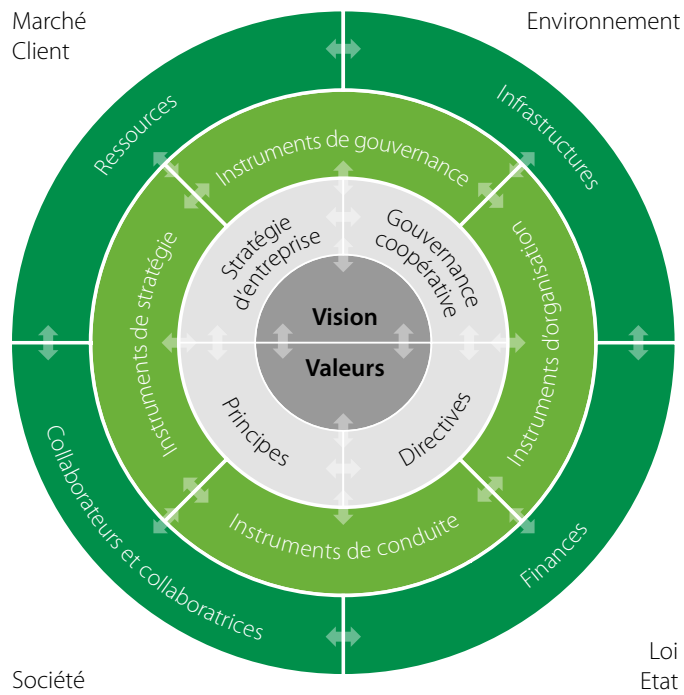 Marché
Client
Environnement
Ressources
Infrastructures
Instruments de gouvernance
Stratégie
d'entreprise
Gouvernance
coopérative
Instruments de stratégie
Instruments d'organisation
Vision
Valeurs
Principes
Directives
Instruments de conduite
Collaborateurs et collaboratrices
Finances
Société
Loi
Etat